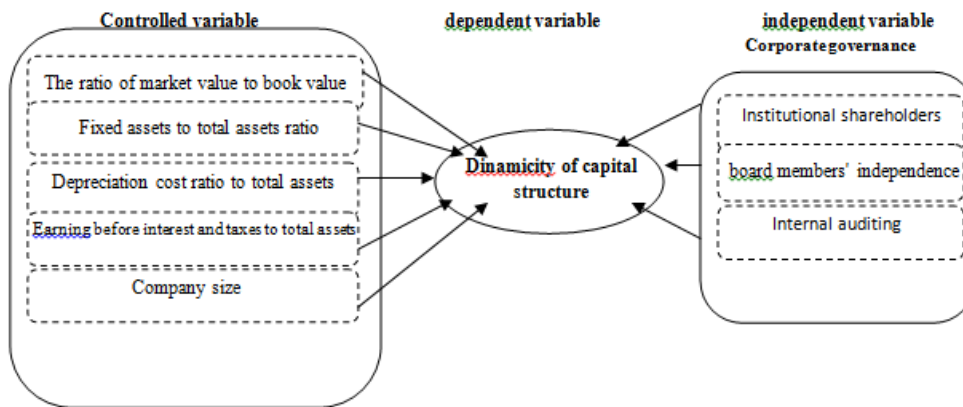 Controlled variable
dependent variable
independent variable
Corporate governance
The ratio of market value to book value
Fixed assets to total assets ratio
Depreciation cost ratio to total assets
Earning before interest and taxes to total assets
Company size
Dinamicity of capital
structure
Institutional shareholders
board members' independence
Internal auditing